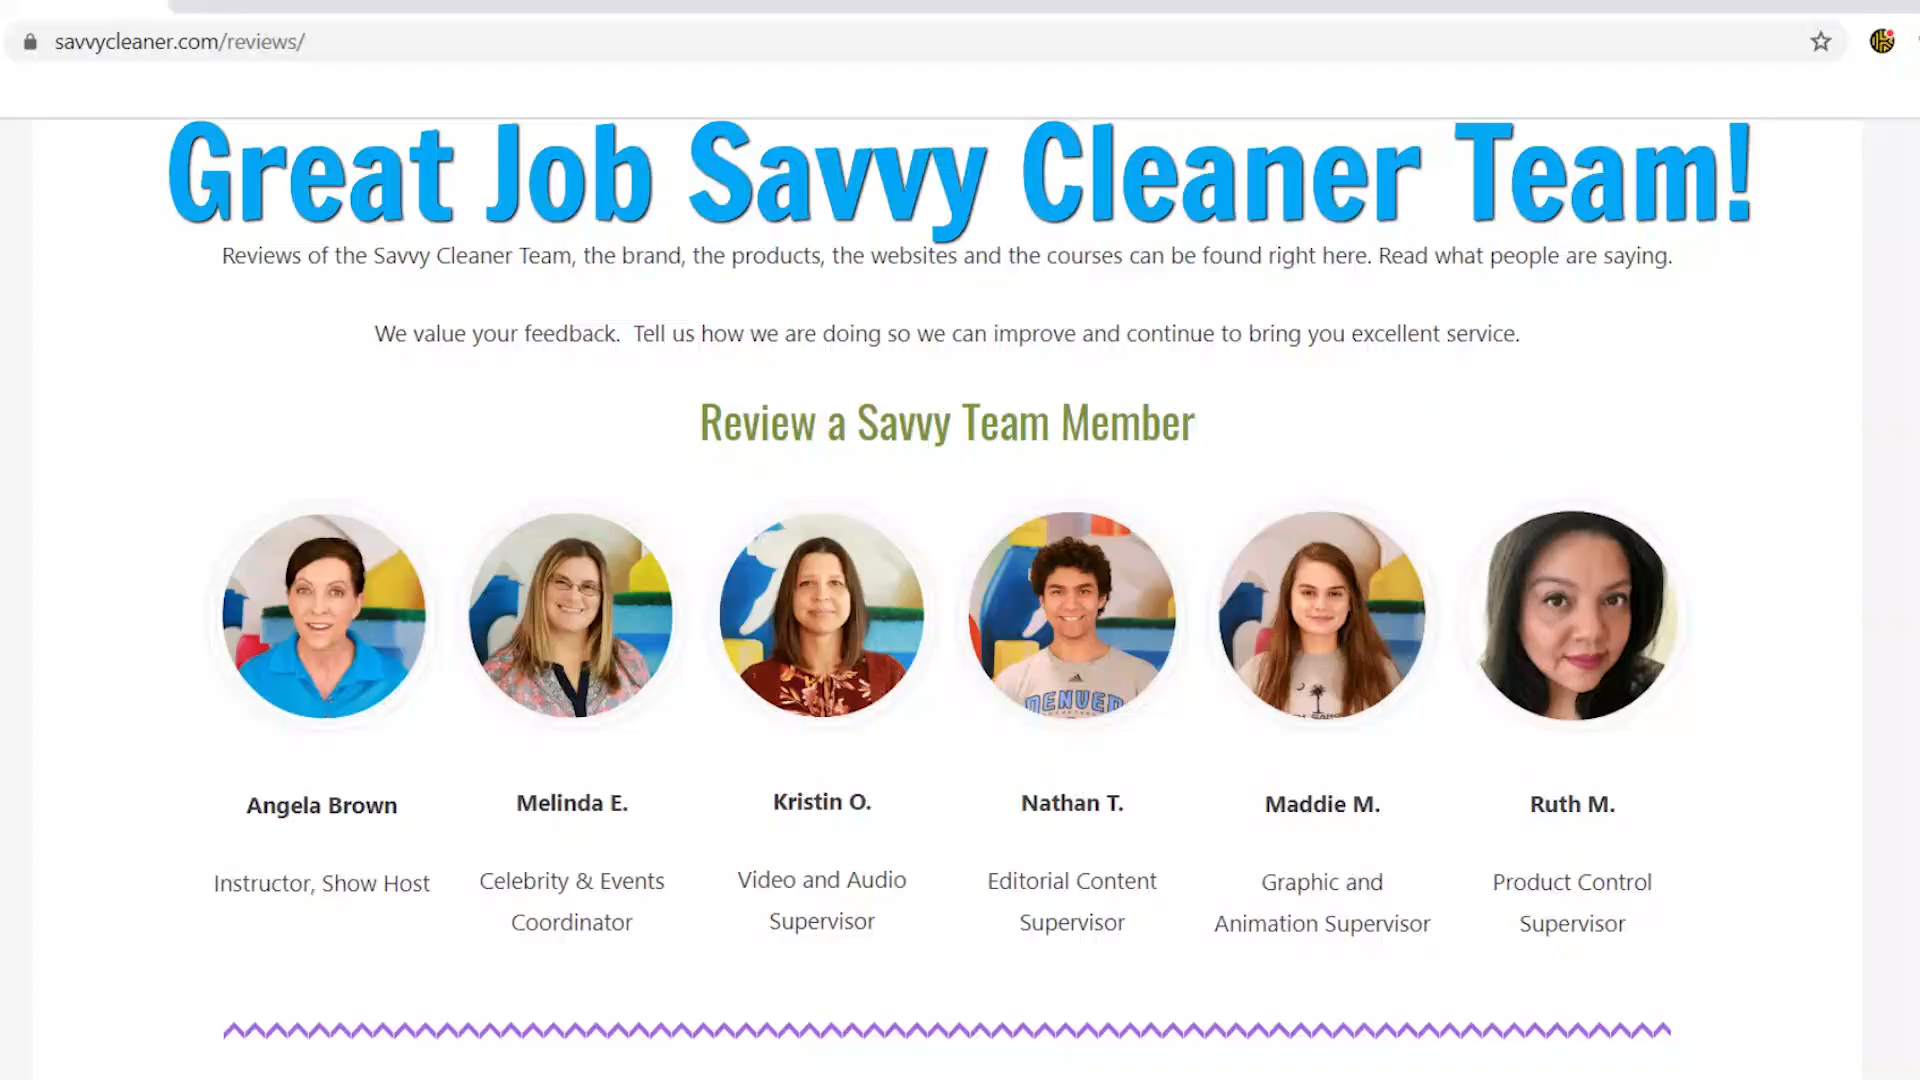 savvycleaner.com/reviews/
Great Job Savvy Cleaner Team!
Reviews of the Savvy Cleaner Team, the brand, the products, the websites and the courses can be found right here. Read what people are saying.
We value your feedback. Tell us how we are doing so we can improve and continue to bring you excellent service.
Review a Savvy Team Member
DENVER
Angela Brown
Melinda E.
Kristin O.
Nathan T.
Maddie M.
Ruth M.
Instructor, Show Host
Celebrity & Events
Coordinator
Video and Audio
Supervisor
Editorial Content
Supervisor
Graphic and
Animation Supervisor
Product Control
Supervisor